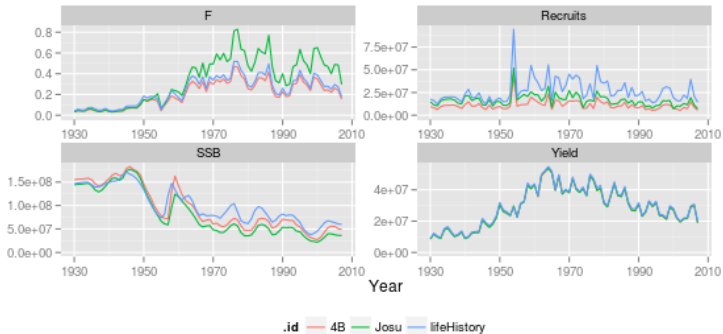 F
Recruits
0.8
0.6
0.4
0.2
0.0
7.5e+07
5.0e+07
2.5e+07
0.0e+00
1930 1950 1970 1990 2010
1930 1950 1970 1990 2010
SSB
Yield
1.5e+08
1.0e+08
5.0e+07
0.0e+00
4e+07
2e+07
0e+00
1930 1950 1970 1990 2010
1930 1950 1970 1990 2010
Year
.id 4B Josu lifeHistory